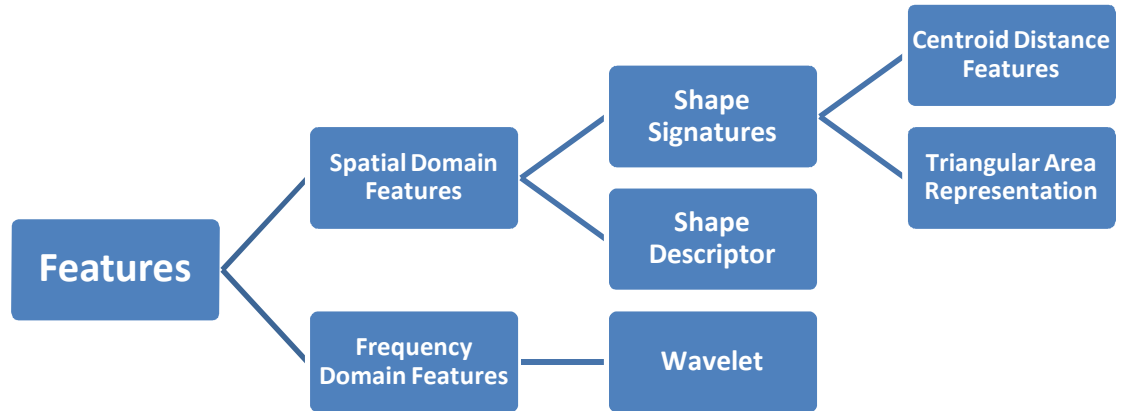 Features
Spatial Domain
Features
Frequency
Domain Features
Shape
Signatures
Shape
Descriptor
Wavelet
Centroid Distance
Features
Triangular Area
Representation